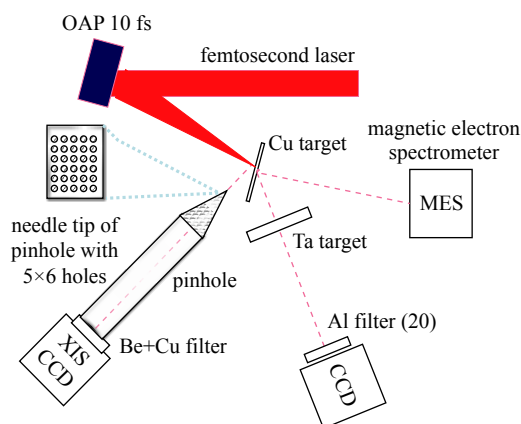 OAP 10 fs
femtosecond laser
Cu target
magnetic electron
spectrometer
MES
needle tip of
pinhole with
5×6 holes
Ta target
pinhole
Al filter (20)
Be+Cu filter
XIS
CCD
CCD